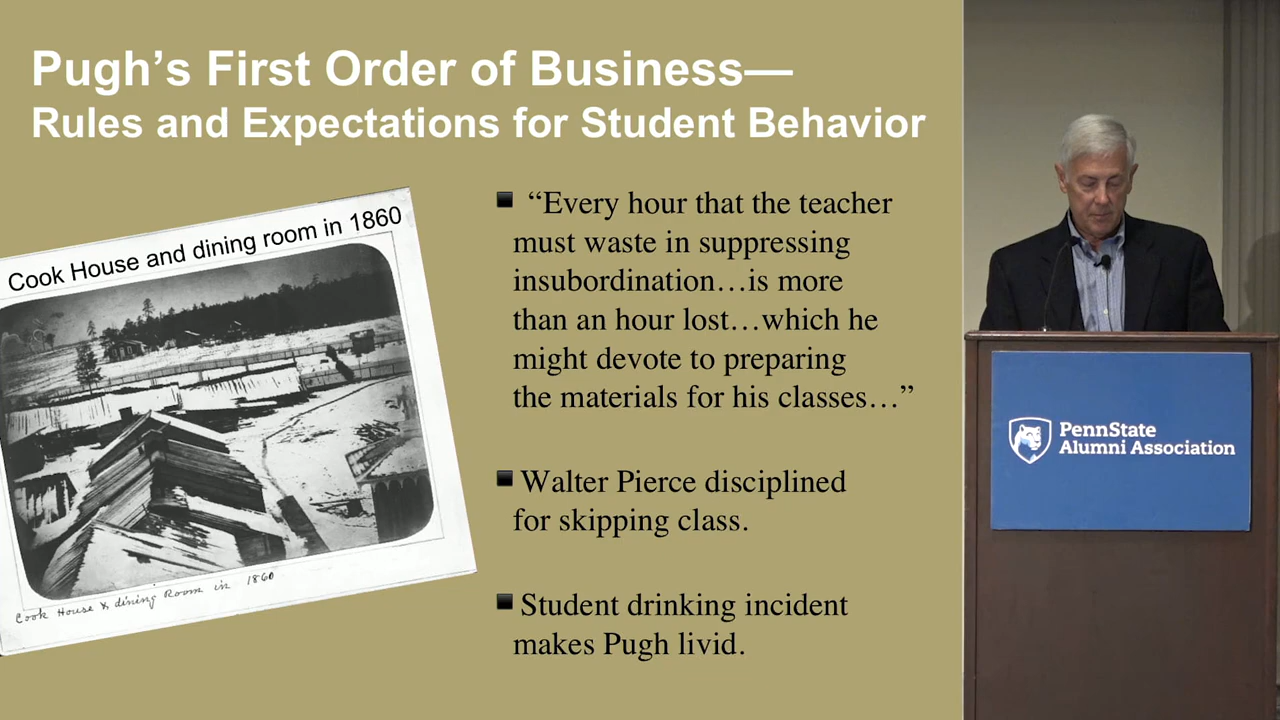 Pugh’s First Order of Business—
Rules and Expectations for Student Behavior
Cook House and dining room in 1860
Cook House & dining Room in 1860
“Every hour that the teacher
must waste in suppressing
insubordination…is more
than an hour lost…which he
might devote to preparing
the materials for his classes…”
Walter Pierce disciplined
for skipping class.
Student drinking incident
makes Pugh livid.
PennState
Alumni Association